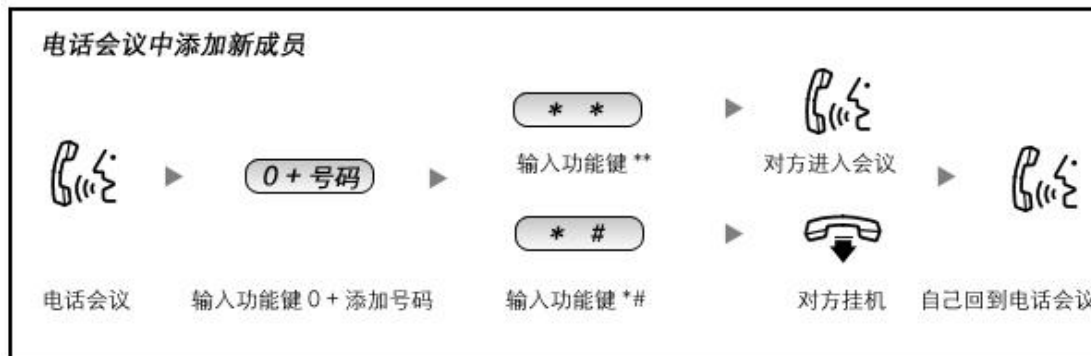 电话会议中添加新成员
* *
输入功能键 **
对方进入会议
0 + 号码
* #
电话会议
输入功能键 0 + 添加号码
输入功能键 *#
对方挂机
自己回到电话会议